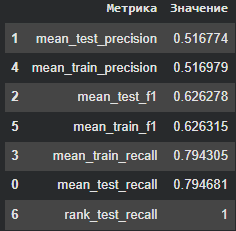 Метрика Значение
1 mean_test_precision 0.516774
4 mean_train_precision 0.516979
2 mean_test_f1 0.626278
5 mean_train_f1 0.626315
3 mean_train_recall 0.794305
0 mean_test_recall 0.794681
6 rank_test_recall 1